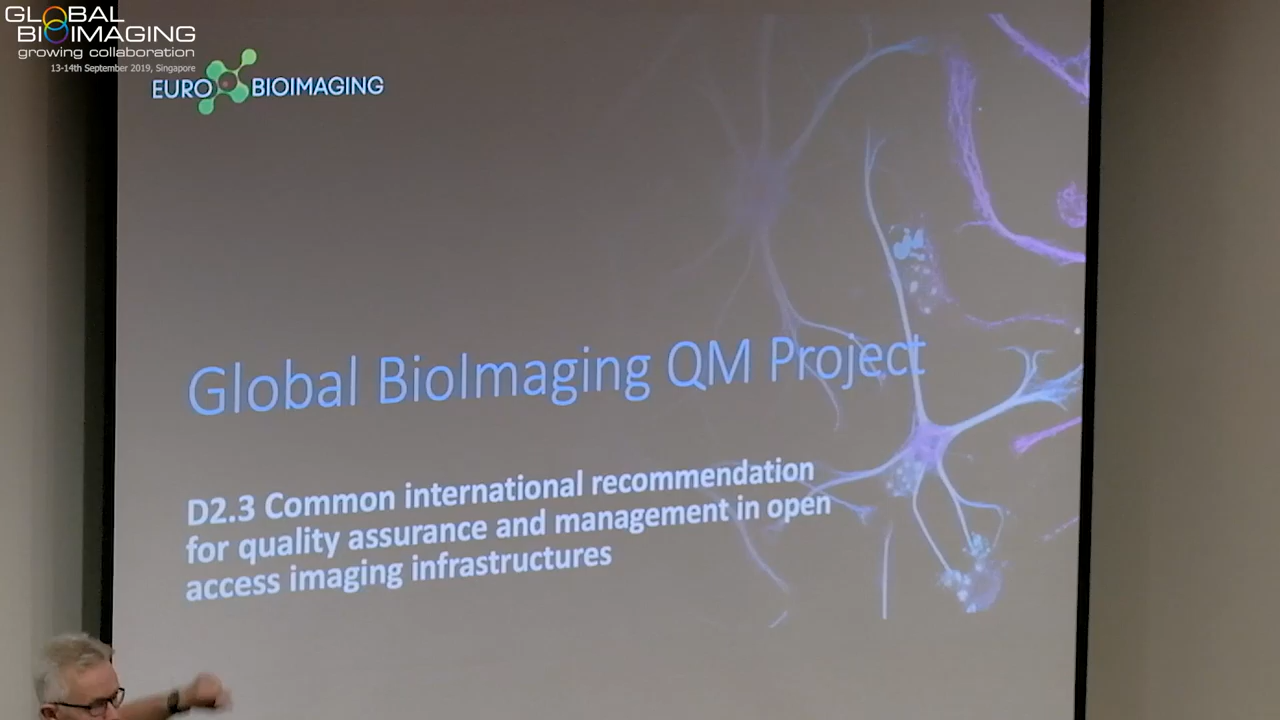 GLOBAL
BIOIMAGING
growing collaboration
13-14th September 2019, Singapore
EURO BIOIMAGING
Global BioImaging QM Project
D2.3 Common international recommendation
for quality assurance and management in open
access imaging infrastructures